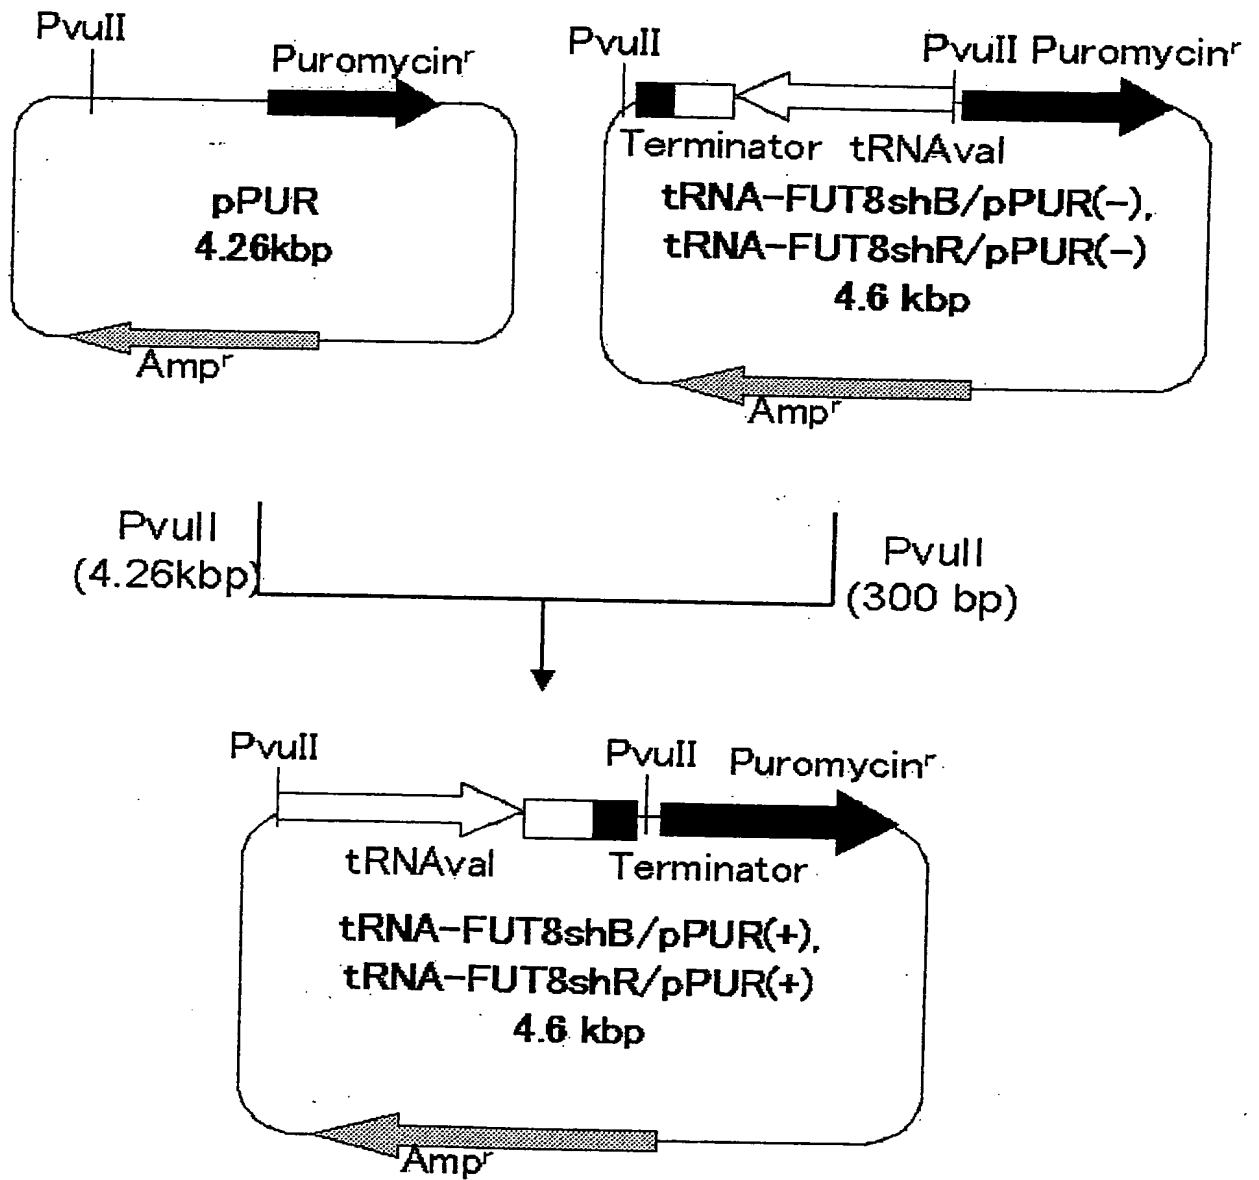 PvuII
Puromycinʳ
pPUR
4.26kbp
Ampʳ
PvuII
PvuII Puromycinʳ
Terminator tRNAval
tRNA-FUT8shB/pPUR(-),
tRNA-FUT8shR/pPUR(-)
4.6 kbp
Ampʳ
PvuII
(4.26kbp)
PvuII
(300 bp)
PvuII
PvuII
Puromycinʳ
tRNAval
Terminator
tRNA-FUT8shB/pPUR(+),
tRNA-FUT8shR/pPUR(+)
4.6 kbp
Ampʳ